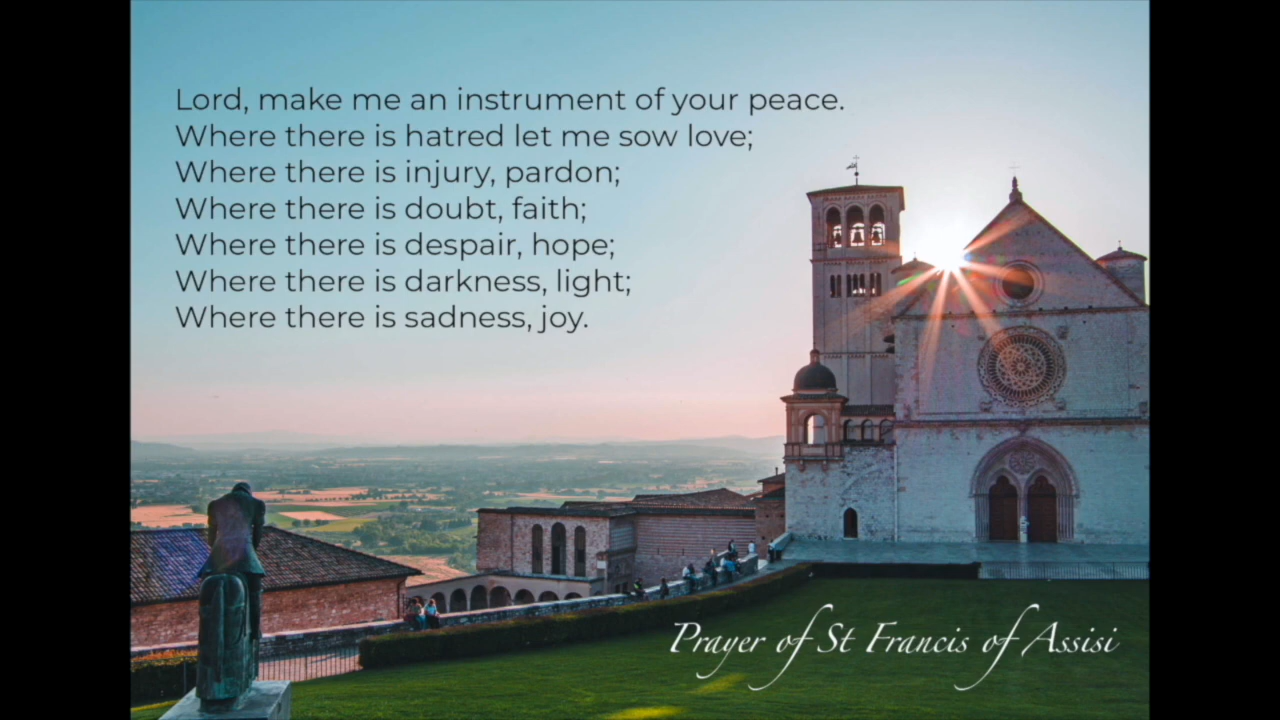 Lord, make me an instrument of your peace.
Where there is hatred let me sow love;
Where there is injury, pardon;
Where there is doubt, faith;
Where there is despair, hope;
Where there is darkness, light;
Where there is sadness, joy.
Prayer of St Francis of Assisi